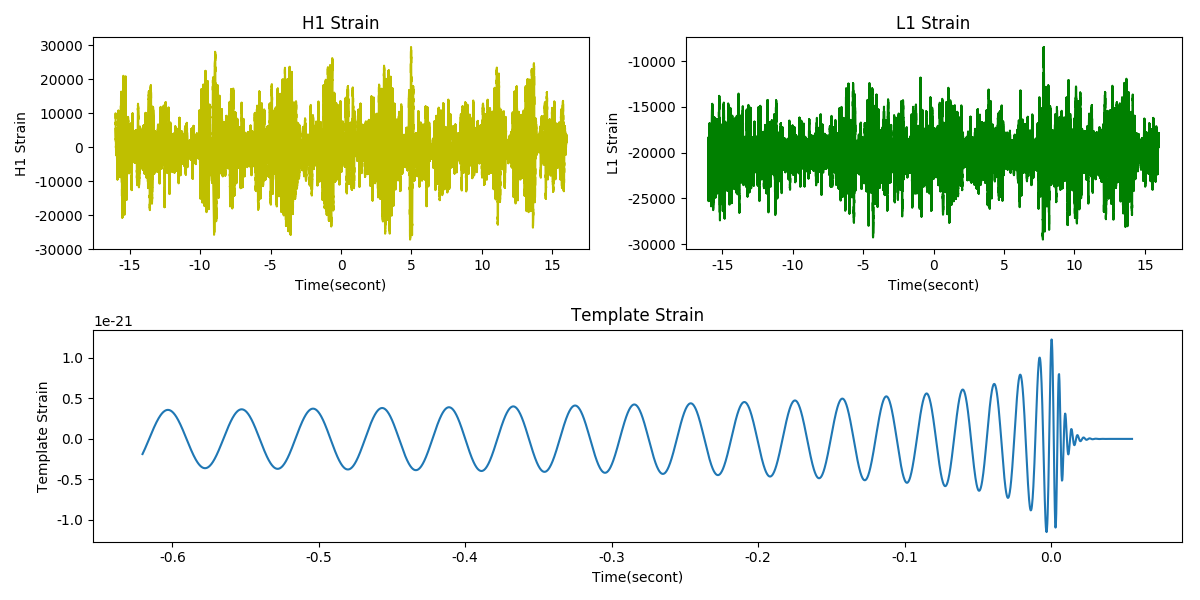 H1 Strain
30000
20000
10000
0
-10000
-20000
-30000
H1 Strain
-15 -10 -5 0 5 10 15
Time(secont)
L1 Strain
-10000
-15000
-20000
-25000
-30000
L1 Strain
-15 -10 -5 0 5 10 15
Time(secont)
Template Strain
1e-21
1.0
0.5
0.0
-0.5
-1.0
Template Strain
-0.6 -0.5 -0.4 -0.3 -0.2 -0.1 0.0
Time(secont)